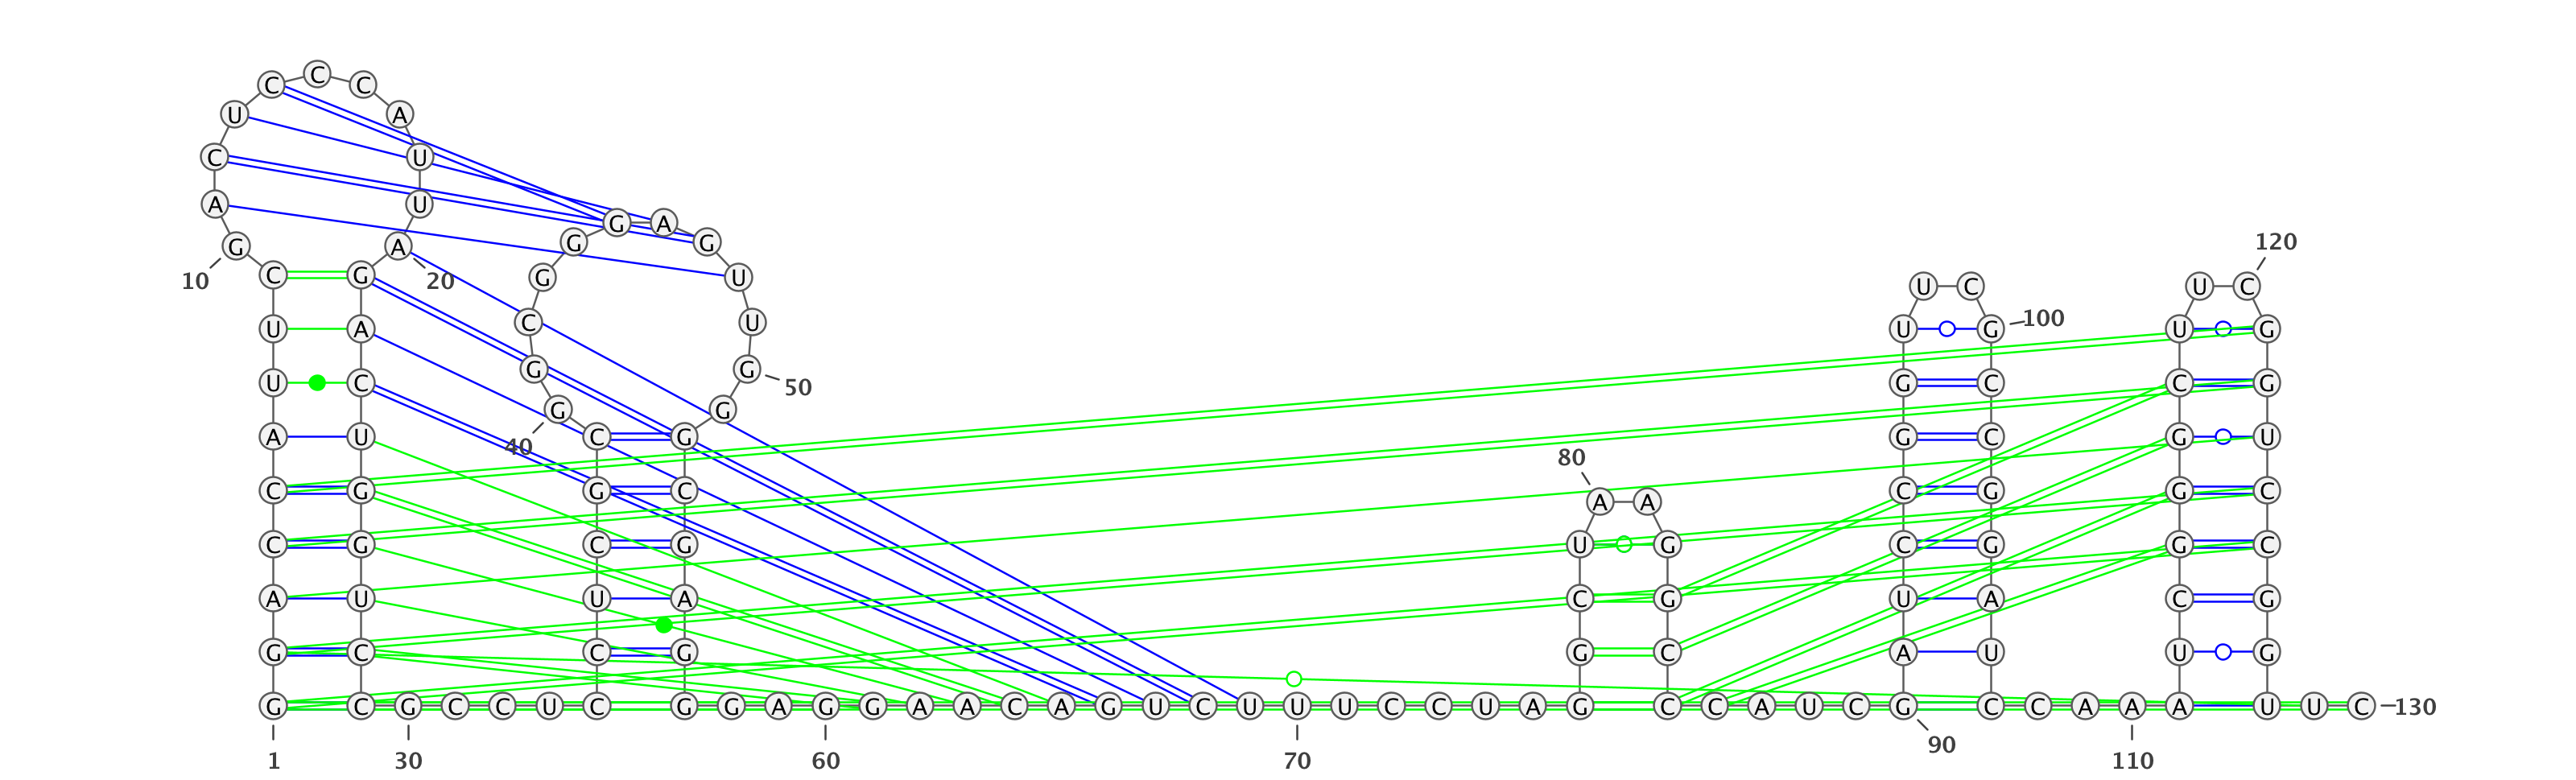 C C C
U A
C U
A U
G A G G A G
10 C G 20 G U
U A C U
U C G G 50
A U G G
40 C G
C G G C
C G C G
A U U A
G C C G
G C G C C U C G G A G G A A C A G U C U U U C C U A G
1 30 60 70
80
A A
U G
C G
G C
C C A U C G
U C
U G 100
G C
G C
C G
C G
U A
A U
90
C C A A A
110
120
U C
U G
C G
G U
G C
G C
C G
U G
U U C 130